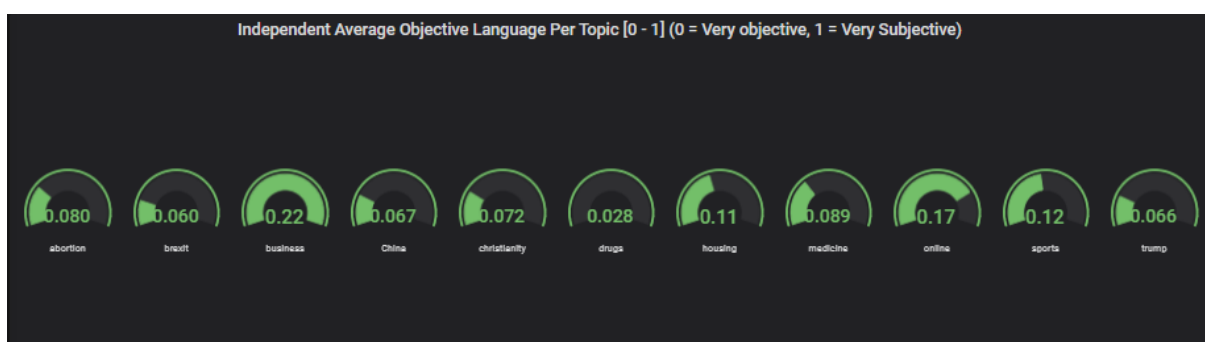 Independent Average Objective Language Per Topic [0 - 1] (0 = Very objective, 1 = Very Subjective)
0.080 0.060 0.22 0.067 0.072 0.028 0.11 0.089 0.17 0.12 0.066
abortion brexit business China christianity drugs housing medicine online sports trump